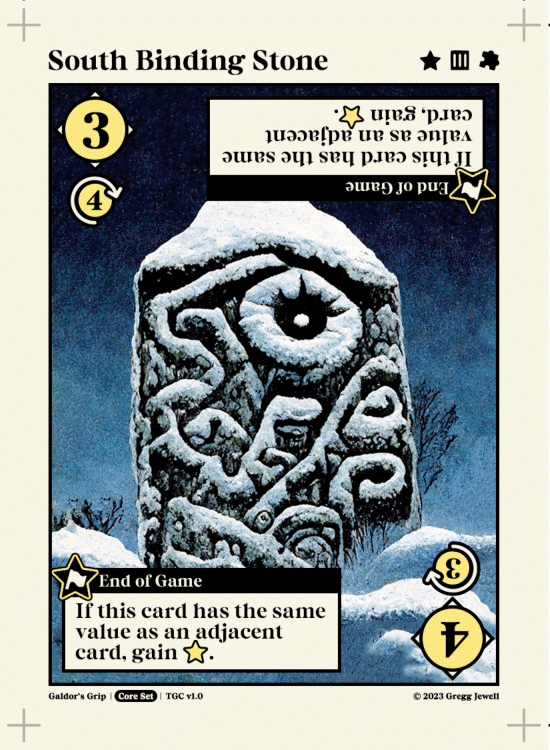 South Binding Stone
3
4
If this card has the same
value as an adjacent
card, gain .
End of Game
End of Game
If this card has the same
value as an adjacent
card, gain .
3
4
Galdor's Grip | Core Set | TGC v1.0
© 2023 Gregg Jewell